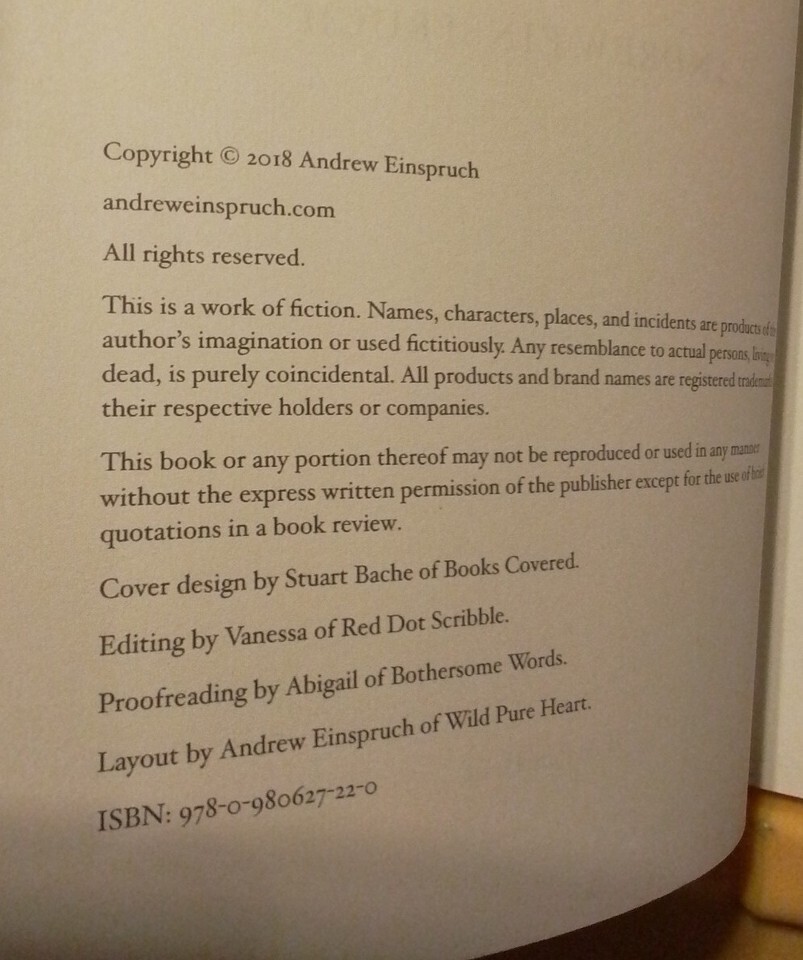 Copyright © 2018 Andrew Einspruch
andreweinspruch.com
All rights reserved.
This is a work of fiction. Names, characters, places, and incidents are products of
author's imagination or used fictitiously. Any resemblance to actual persons, living
dead, is purely coincidental. All products and brand names are registered
their respective holders or companies.
This book or any portion thereof may not be reproduced or used in any manner
without the express written permission of the publisher except for the use of brief
quotations in a book review.
Cover design by Stuart Bache of Books Covered.
Editing by Vanessa of Red Dot Scribble.
Proofreading by Abigail of Bothersome Words.
Layout by Andrew Einspruch of Wild Pure Heart.
ISBN: 978-0-980627-22-0